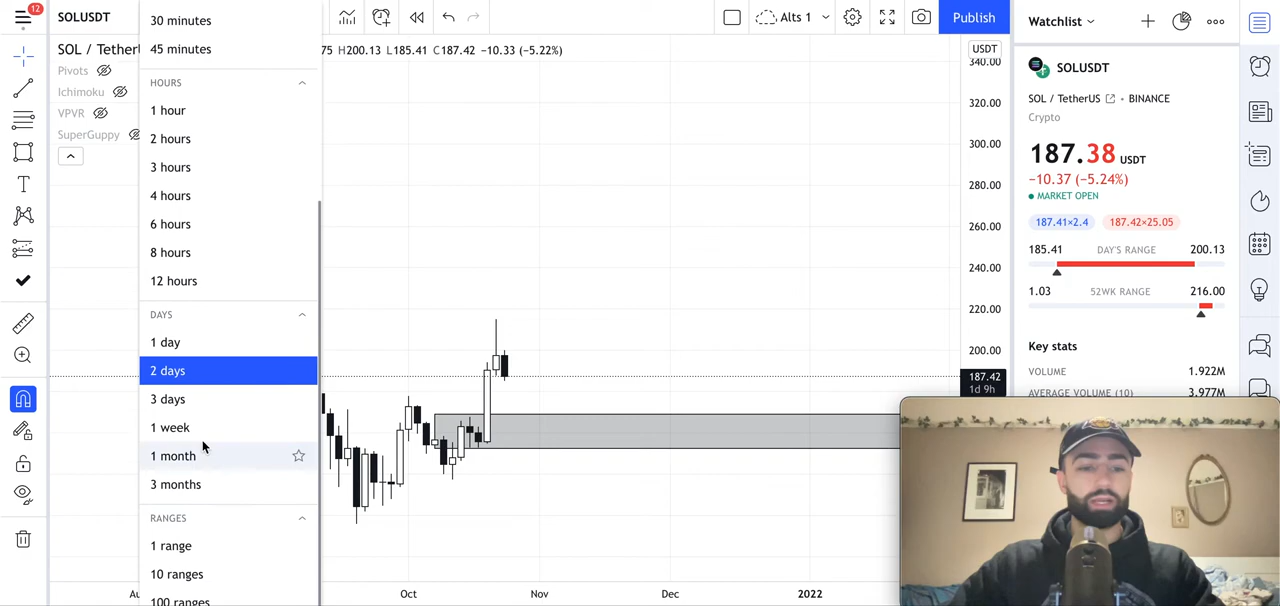 12
SOLUSDT
Alts 1
Publish
Watchlist
SOL / Tether
75 H200.13 L185.41 C187.42 −10.33 (−5.22%)
Pivots
Ichimoku
VPVR
SuperGuppy
30 minutes
45 minutes
HOURS
1 hour
2 hours
3 hours
4 hours
6 hours
8 hours
12 hours
DAYS
1 day
2 days
3 days
1 week
1 month
3 months
RANGES
1 range
10 ranges
100 ranges
USDT
340.00
320.00
300.00
280.00
260.00
240.00
220.00
200.00
187.42
1d 9h
Oct
Nov
Dec
2022
SOLUSDT
SOL / TetherUS • BINANCE
Crypto
187.38 USDT
−10.37 (−5.24%)
MARKET OPEN
187.41×2.4 187.42×25.05
185.41 DAY'S RANGE 200.13
1.03 52WK RANGE 216.00
Key stats
VOLUME 1.922M
AVERAGE VOLUME (10) 3.977M